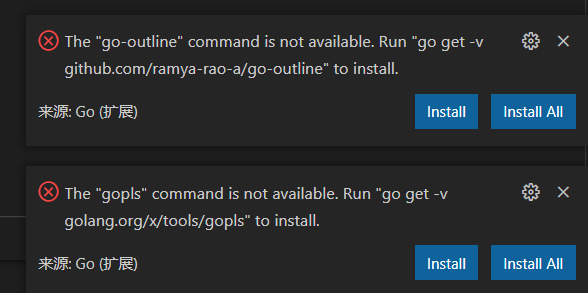 The "go-outline" command is not available. Run "go get -v
github.com/ramya-rao-a/go-outline" to install.
来源: Go (扩展)
Install
Install All
The "gopls" command is not available. Run "go get -v
golang.org/x/tools/gopls" to install.
来源: Go (扩展)
Install
Install All